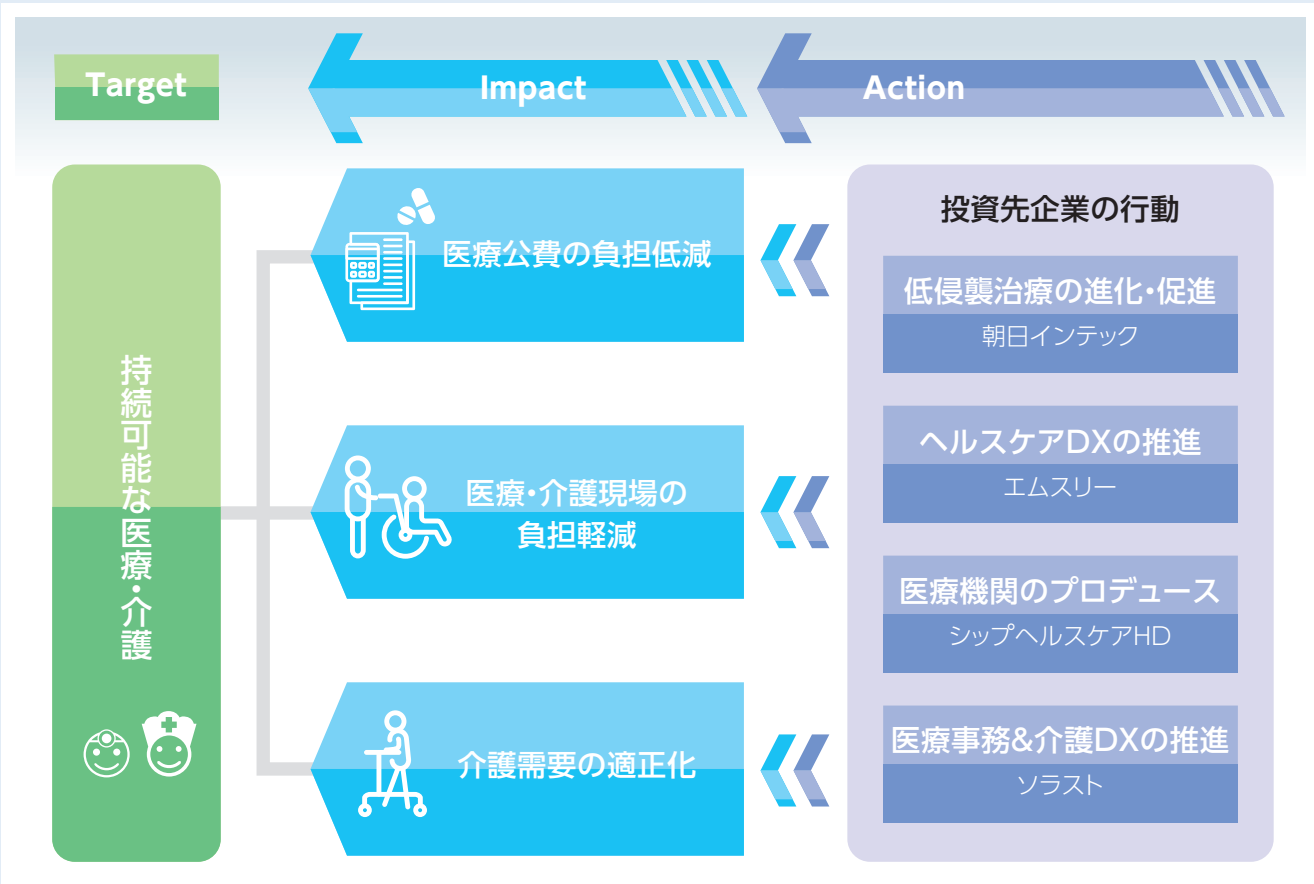 Target
Impact
Action
持続可能な医療・介護
医療公費の負担低減
医療・介護現場の
負担軽減
介護需要の適正化
投資先企業の行動
低侵襲治療の進化・促進
朝日インテック
ヘルスケアDXの推進
エムスリー
医療機関のプロデュース
シップヘルスケアHD
医療事務&介護DXの推進
ソラスト